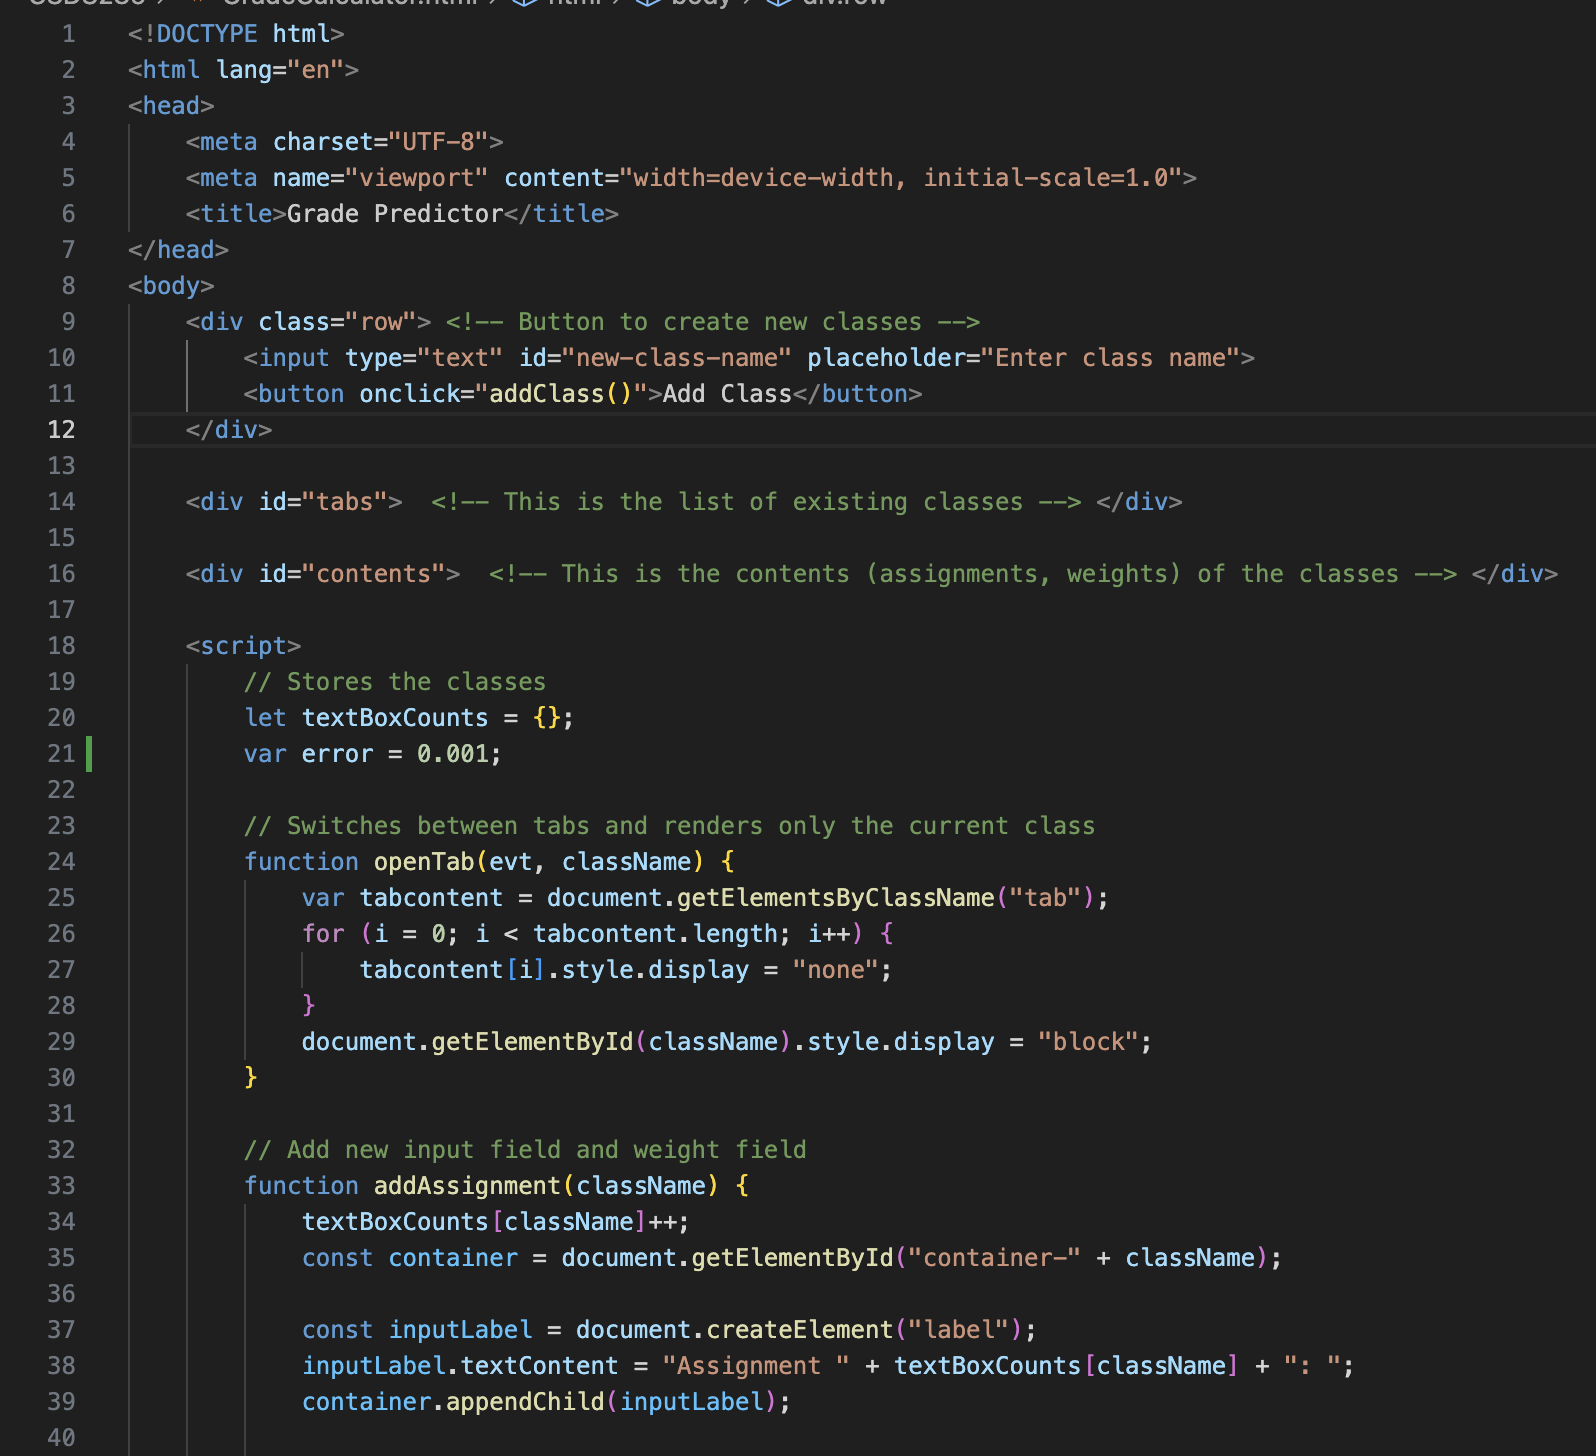 GradeCalculator.html > html > body > div.row
1 <!DOCTYPE html>
2 <html lang="en">
3 <head>
4 <meta charset="UTF-8">
5 <meta name="viewport" content="width=device-width, initial-scale=1.0">
6 <title>Grade Predictor</title>
7 </head>
8 <body>
9 <div class="row"> <!-- Button to create new classes -->
10 <input type="text" id="new-class-name" placeholder="Enter class name">
11 <button onclick="addClass()">Add Class</button>
12 </div>
13
14 <div id="tabs">  <!-- This is the list of existing classes --> </div>
15
16 <div id="contents">  <!-- This is the contents (assignments, weights) of the classes --> </div>
17
18 <script>
19 // Stores the classes
20 let textBoxCounts = {};
21 var error = 0.001;
22
23 // Switches between tabs and renders only the current class
24 function openTab(evt, className) {
25 var tabcontent = document.getElementsByClassName("tab");
26 for (i = 0; i < tabcontent.length; i++) {
27 tabcontent[i].style.display = "none";
28 }
29 document.getElementById(className).style.display = "block";
30 }
31
32 // Add new input field and weight field
33 function addAssignment(className) {
34 textBoxCounts[className]++;
35 const container = document.getElementById("container-" + className);
36
37 const inputLabel = document.createElement("label");
38 inputLabel.textContent = "Assignment " + textBoxCounts[className] + ": ";
39 container.appendChild(inputLabel);
40